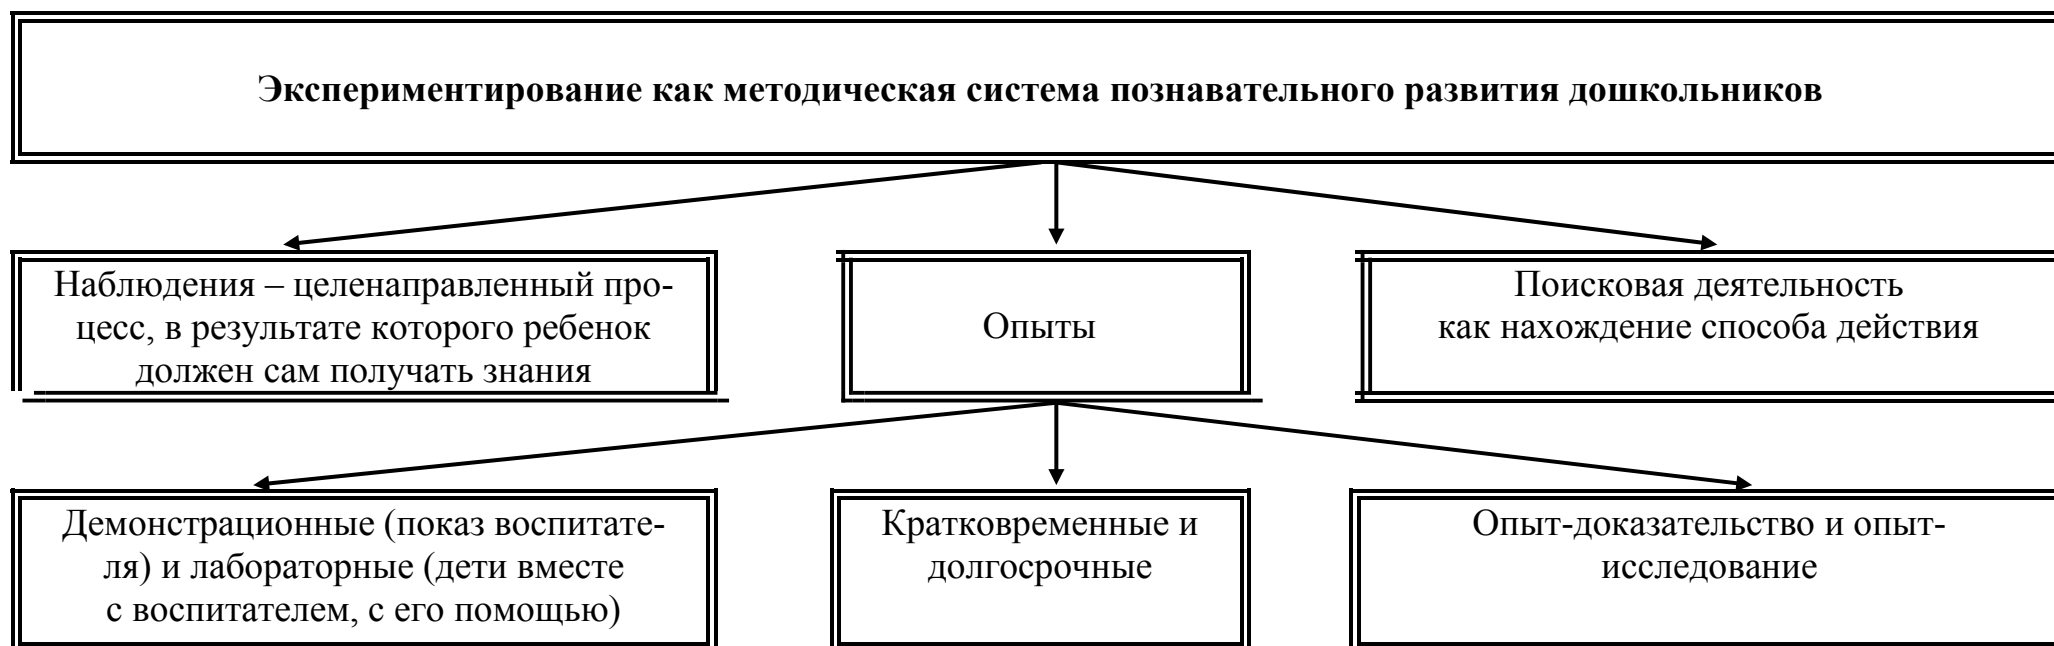 Экспериментирование как методическая система познавательного развития дошкольников
Наблюдения – целенаправленный про-
цесс, в результате которого ребенок
должен сам получать знания
Опыты
Поисковая деятельность
как нахождение способа действия
Демонстрационные (показ воспитате-
ля) и лабораторные (дети вместе
с воспитателем, с его помощью)
Кратковременные и
долгосрочные
Опыт-доказательство и опыт-
исследование